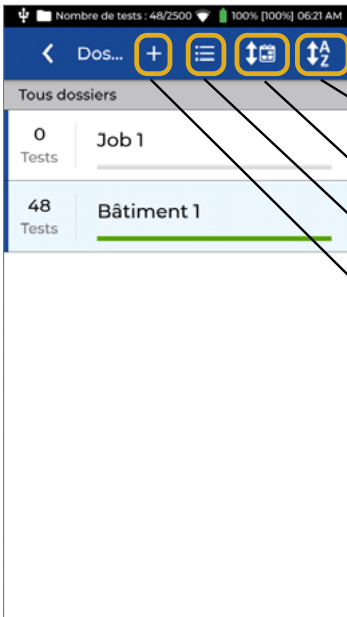 Nombre de tests : 48/2500 100% [100%] 06:21 AM
Dos... A Z
Tous dossiers
0 Job 1
Tests
48 Bâtiment 1
Tests